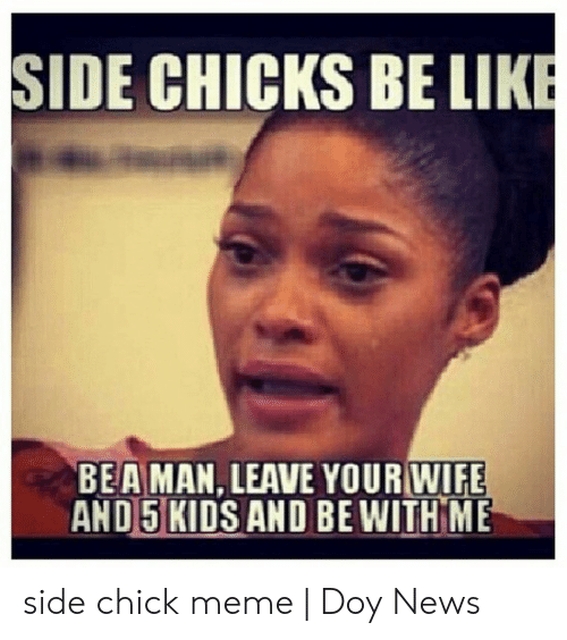 SIDE CHICKS BE LIKE
BE A MAN, LEAVE YOUR WIFE
AND 5 KIDS AND BE WITH ME
side chick meme | Doy News